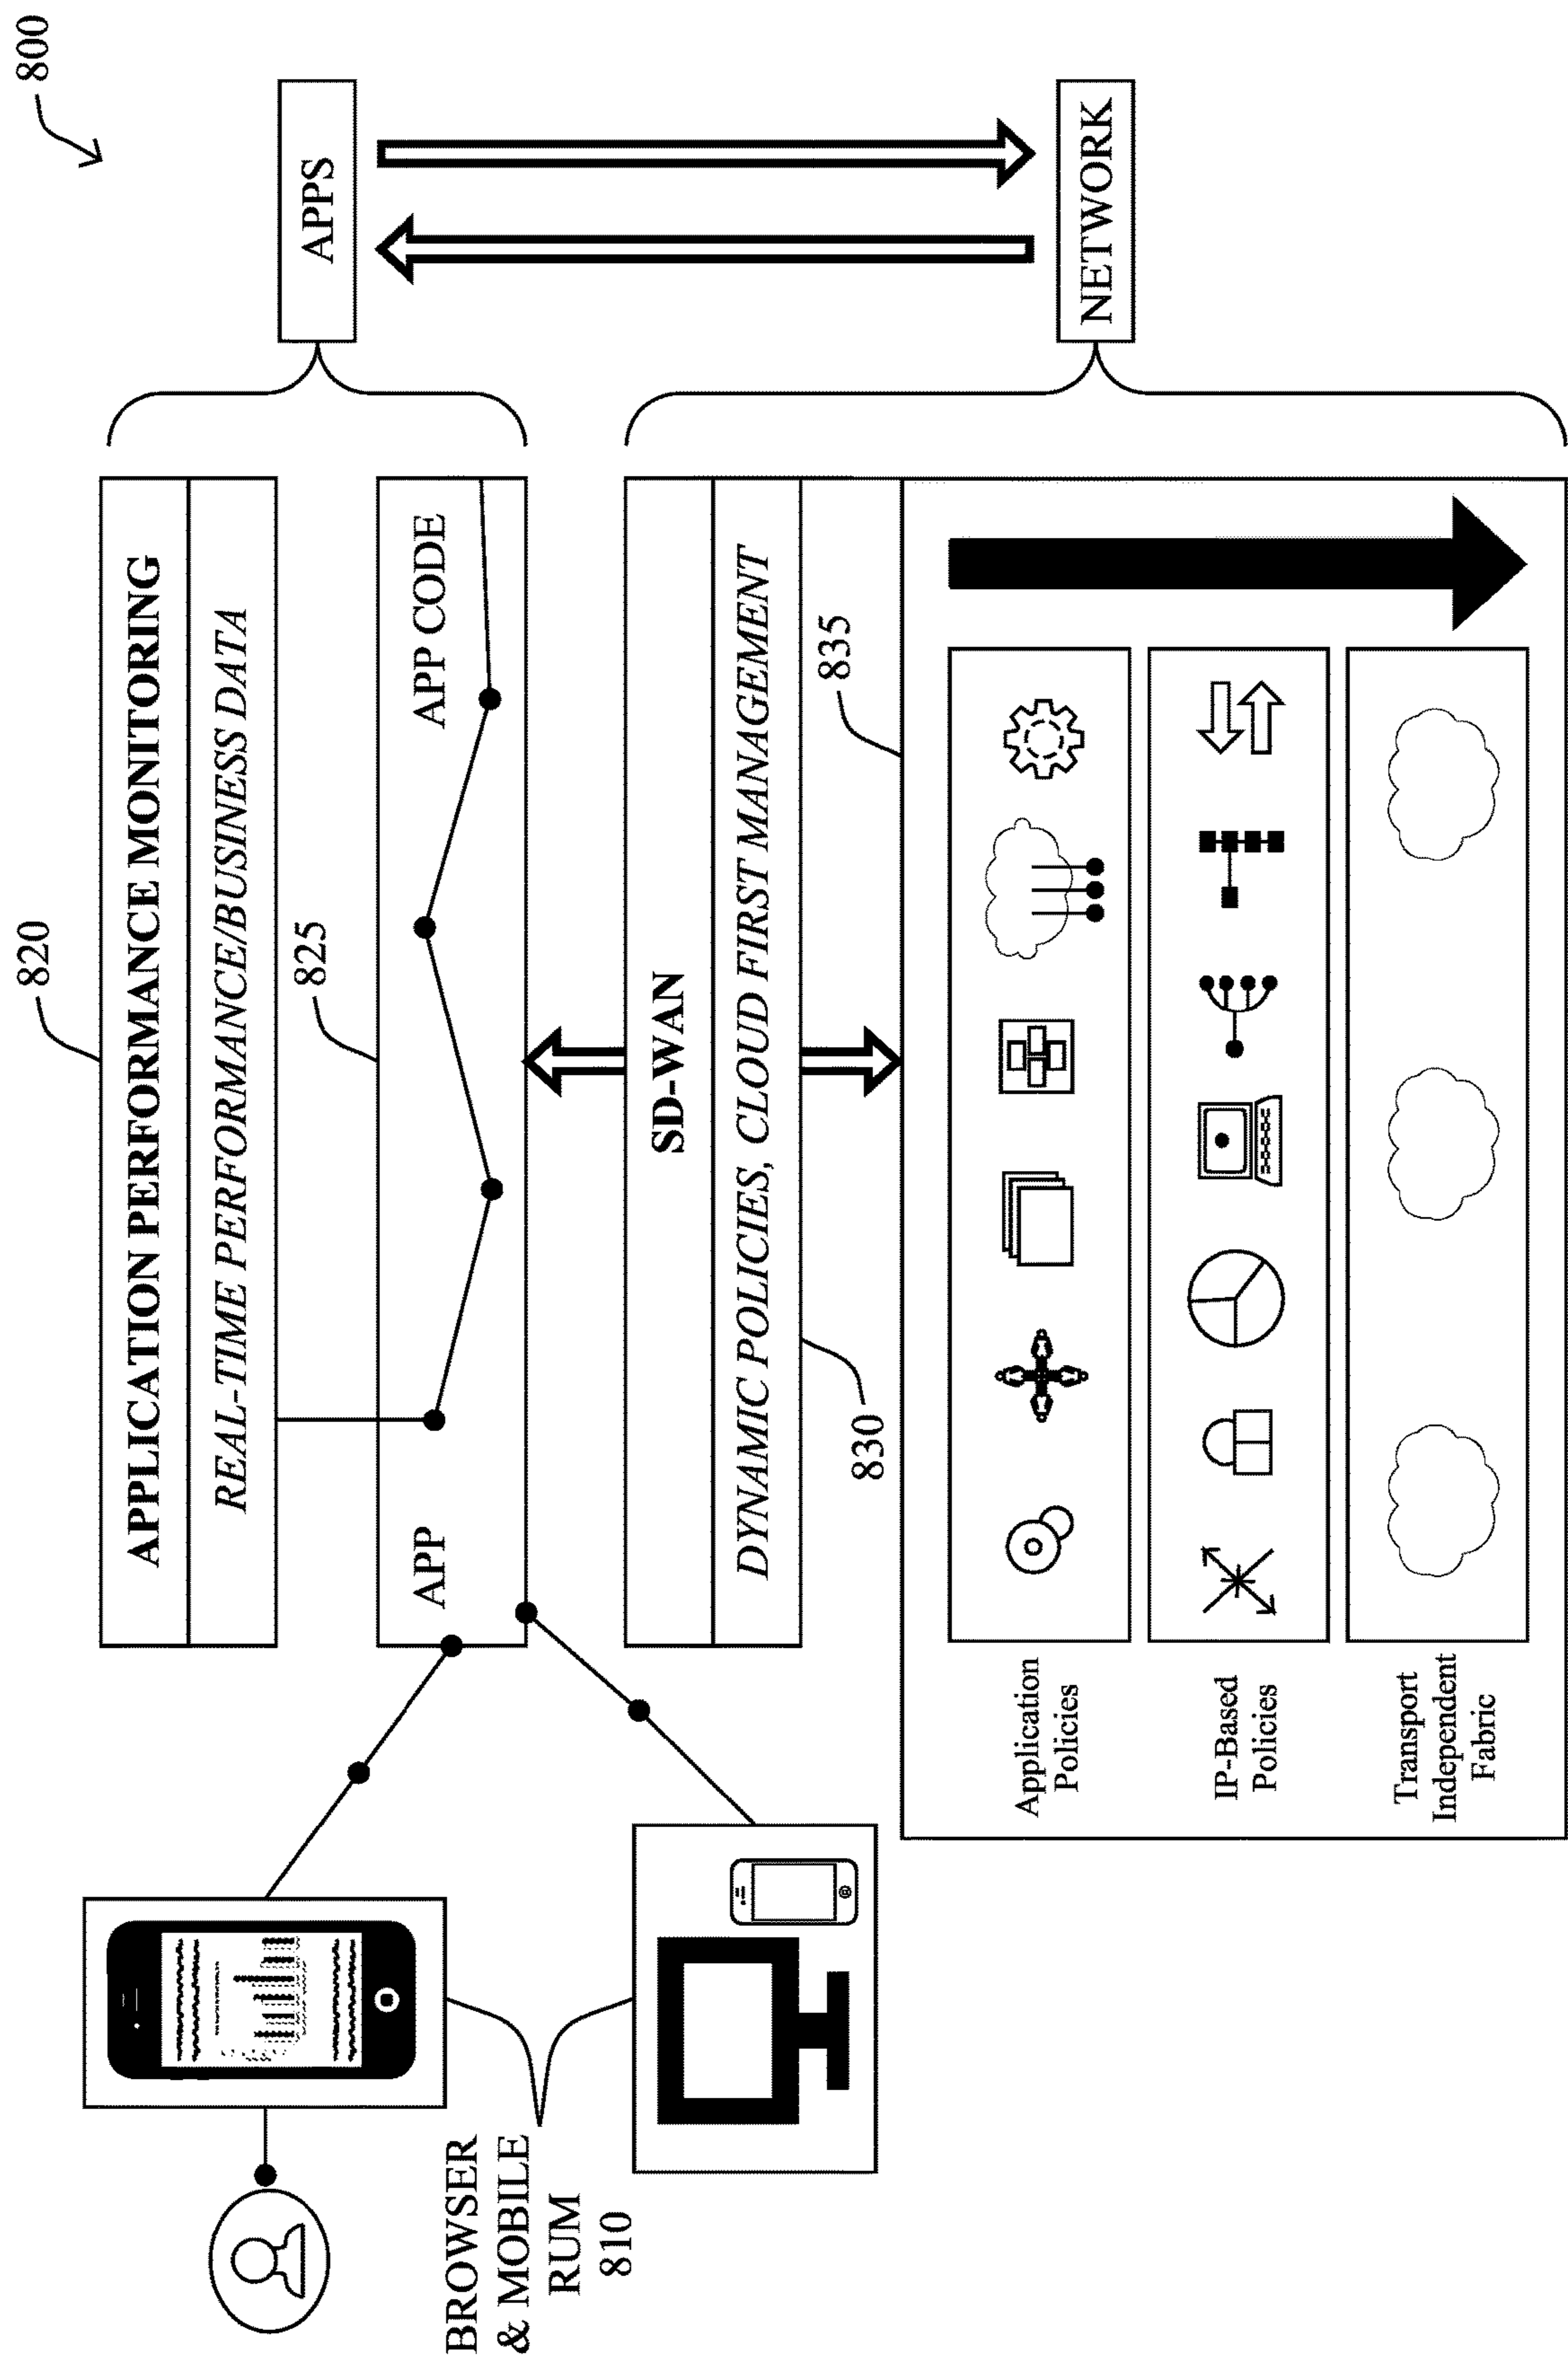 800
820
APPLICATION PERFORMANCE MONITORING
REAL-TIME PERFORMANCE/BUSINESS DATA
APPS
825
APP
APP CODE
BROWSER
& MOBILE
RUM
810
SD-WAN
DYNAMIC POLICIES, CLOUD FIRST MANAGEMENT
830
835
NETWORK
Application
Policies
IP-Based
Policies
Transport
Independent
Fabric